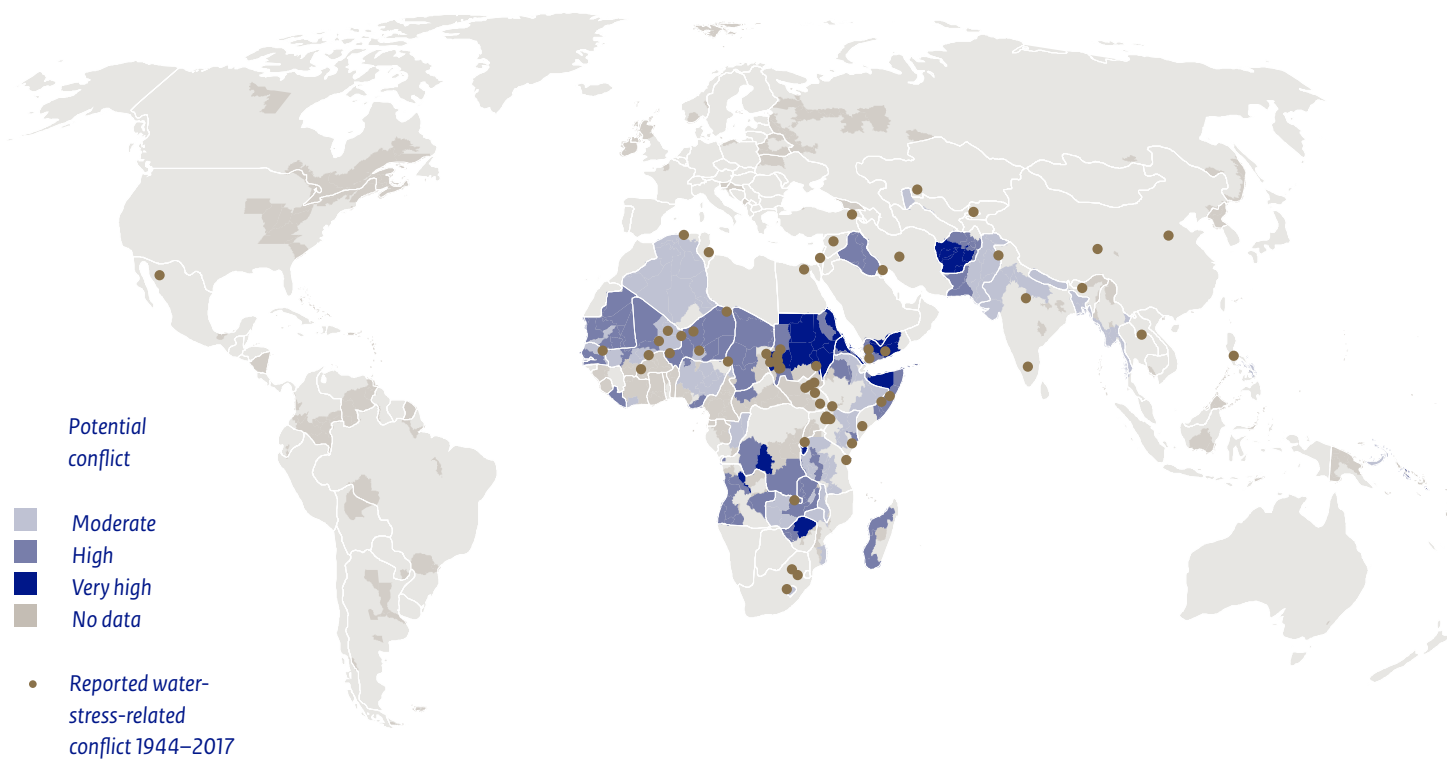 Potential
conflict
Moderate
High
Very high
No data
Reported water-
stress-related
conflict 1944–2017